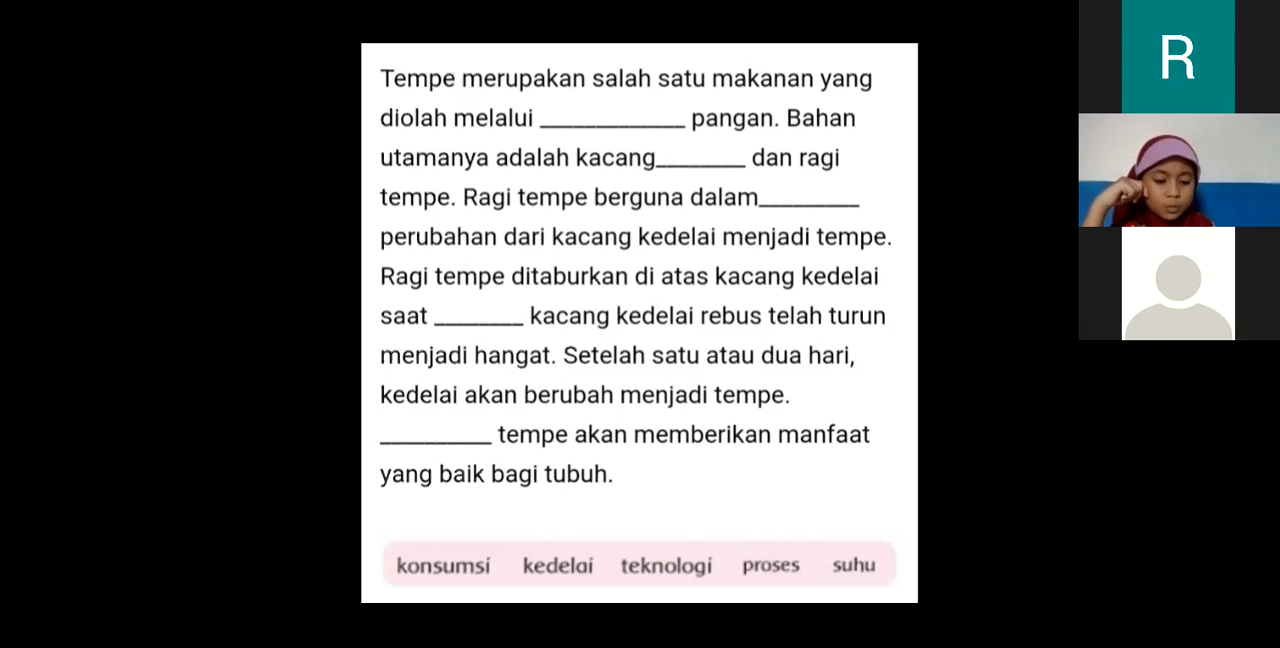 Tempe merupakan salah satu makanan yang
diolah melalui _____________ pangan. Bahan
utamanya adalah kacang________ dan ragi
tempe. Ragi tempe berguna dalam_________
perubahan dari kacang kedelai menjadi tempe.
Ragi tempe ditaburkan di atas kacang kedelai
saat ________ kacang kedelai rebus telah turun
menjadi hangat. Setelah satu atau dua hari,
kedelai akan berubah menjadi tempe.
__________ tempe akan memberikan manfaat
yang baik bagi tubuh.
konsumsi kedelai teknologi proses suhu
R